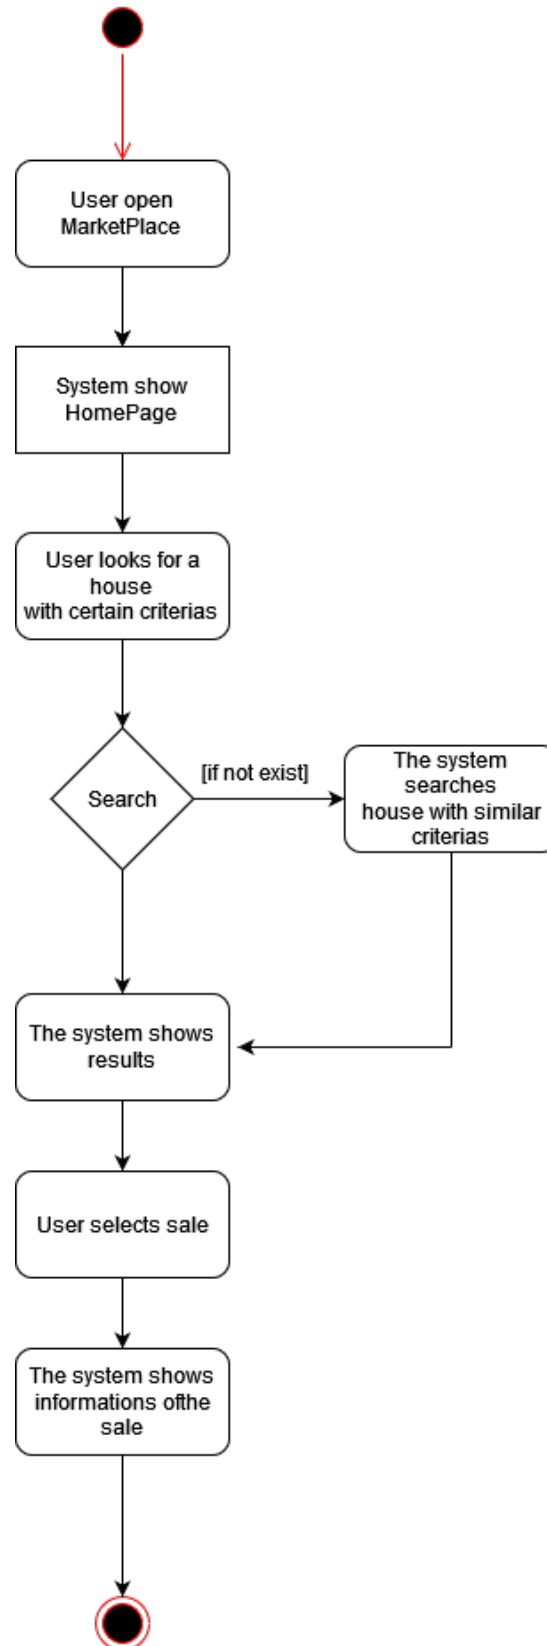 User open
MarketPlace
System show
HomePage
User looks for a
house
with certain criterias
Search
[if not exist]
The system
searches
house with similar
criterias
The system shows
results
User selects sale
The system shows
informations ofthe
sale